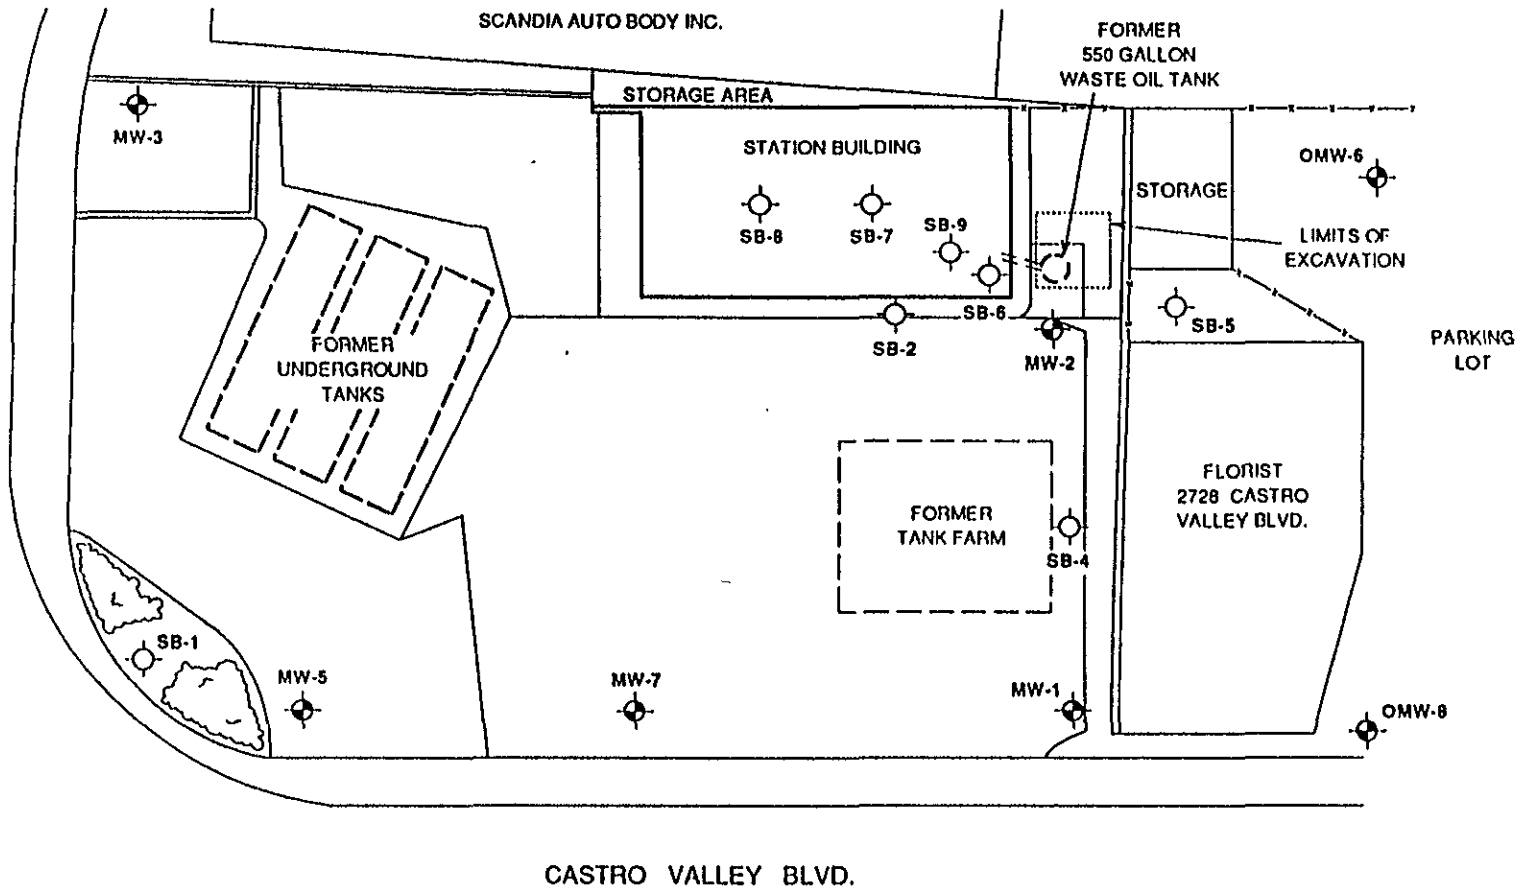 SCANDIA AUTO BODY INC.
FORMER
550 GALLON
WASTE OIL TANK
STORAGE AREA
MW-3
STATION BUILDING
OMW-6
STORAGE
SB-8
SB-7
SB-9
LIMITS OF
EXCAVATION
SB-6
SB-5
SB-2
MW-2
PARKING
LOT
FORMER
UNDERGROUND
TANKS
FLORIST
2728 CASTRO
VALLEY BLVD.
FORMER
TANK FARM
SB-4
SB-1
MW-5
MW-7
MW-1
OMW-8
CASTRO VALLEY BLVD.